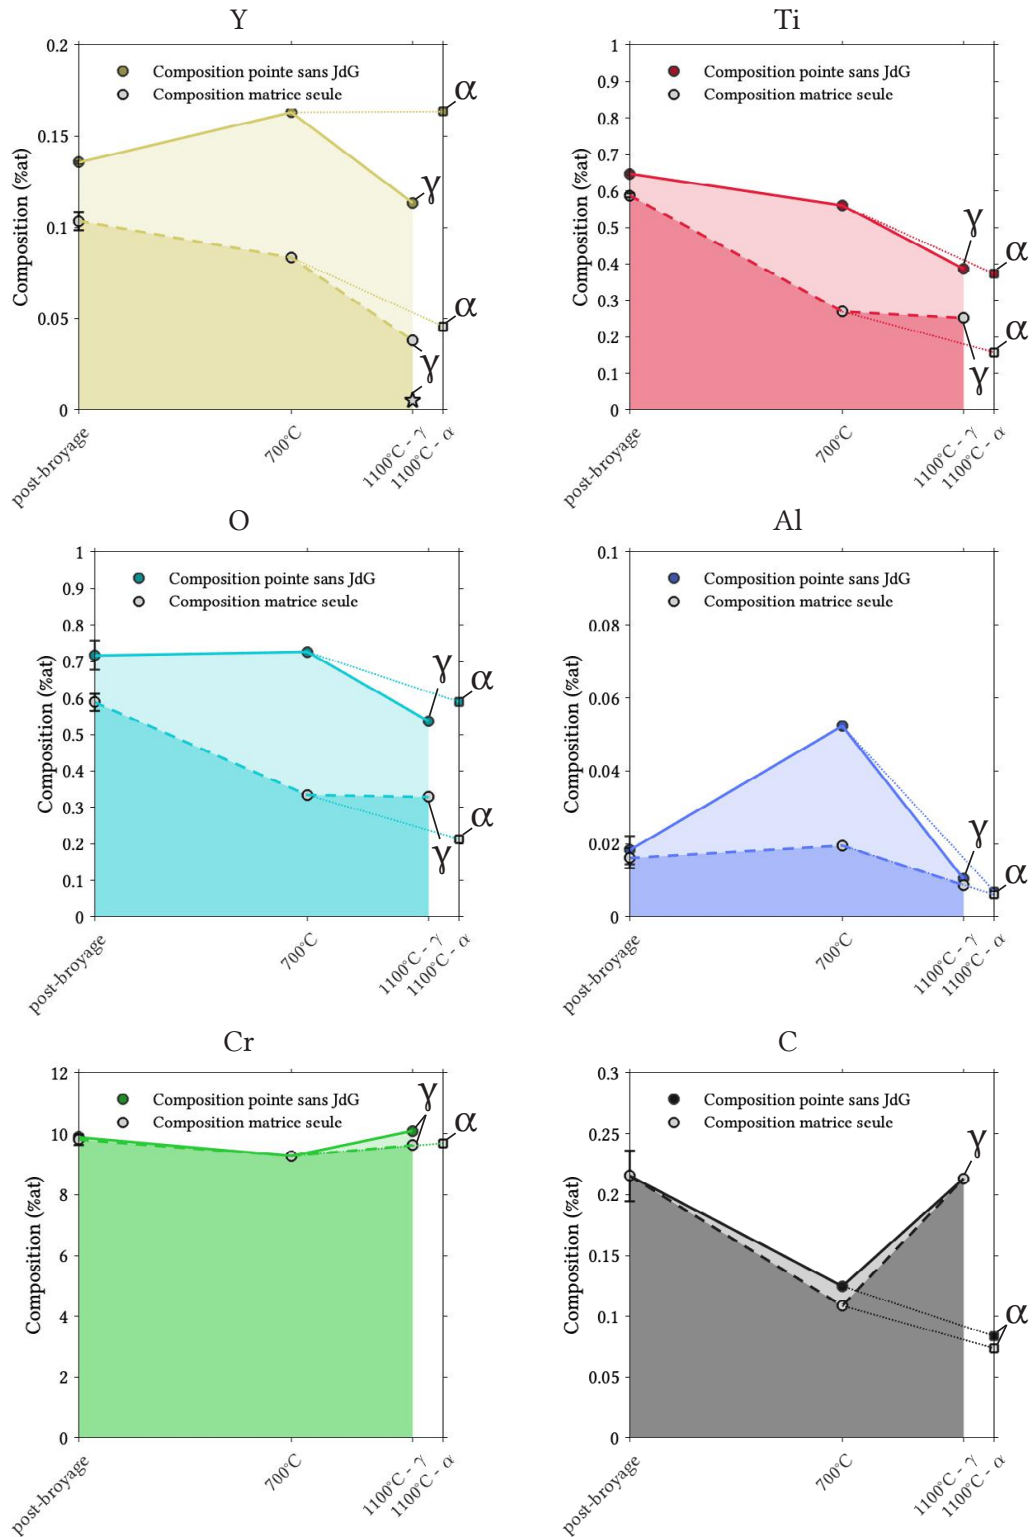 Y
0.2
0.15
0.1
0.05
0
Composition (%at)
Composition pointe sans JdG
Composition matrice seule
α
γ
α
γ
post-broyage
700°C
1100°C - γ
1100°C - α
Ti
1
0.9
0.8
0.7
0.6
0.5
0.4
0.3
0.2
0.1
0
Composition (%at)
Composition pointe sans JdG
Composition matrice seule
γ
α
α
γ
post-broyage
700°C
1100°C - γ
1100°C - α
O
1
0.9
0.8
0.7
0.6
0.5
0.4
0.3
0.2
0.1
0
Composition (%at)
Composition pointe sans JdG
Composition matrice seule
γ
α
α
γ
post-broyage
700°C
1100°C - γ
1100°C - α
Al
0.1
0.08
0.06
0.04
0.02
0
Composition (%at)
Composition pointe sans JdG
Composition matrice seule
γ
α
post-broyage
700°C
1100°C - γ
1100°C - α
Cr
12
10
8
6
4
2
0
Composition (%at)
Composition pointe sans JdG
Composition matrice seule
γ
α
post-broyage
700°C
1100°C - γ
1100°C - α
C
0.3
0.25
0.2
0.15
0.1
0.05
0
Composition (%at)
Composition pointe sans JdG
Composition matrice seule
γ
α
post-broyage
700°C
1100°C - γ
1100°C - α